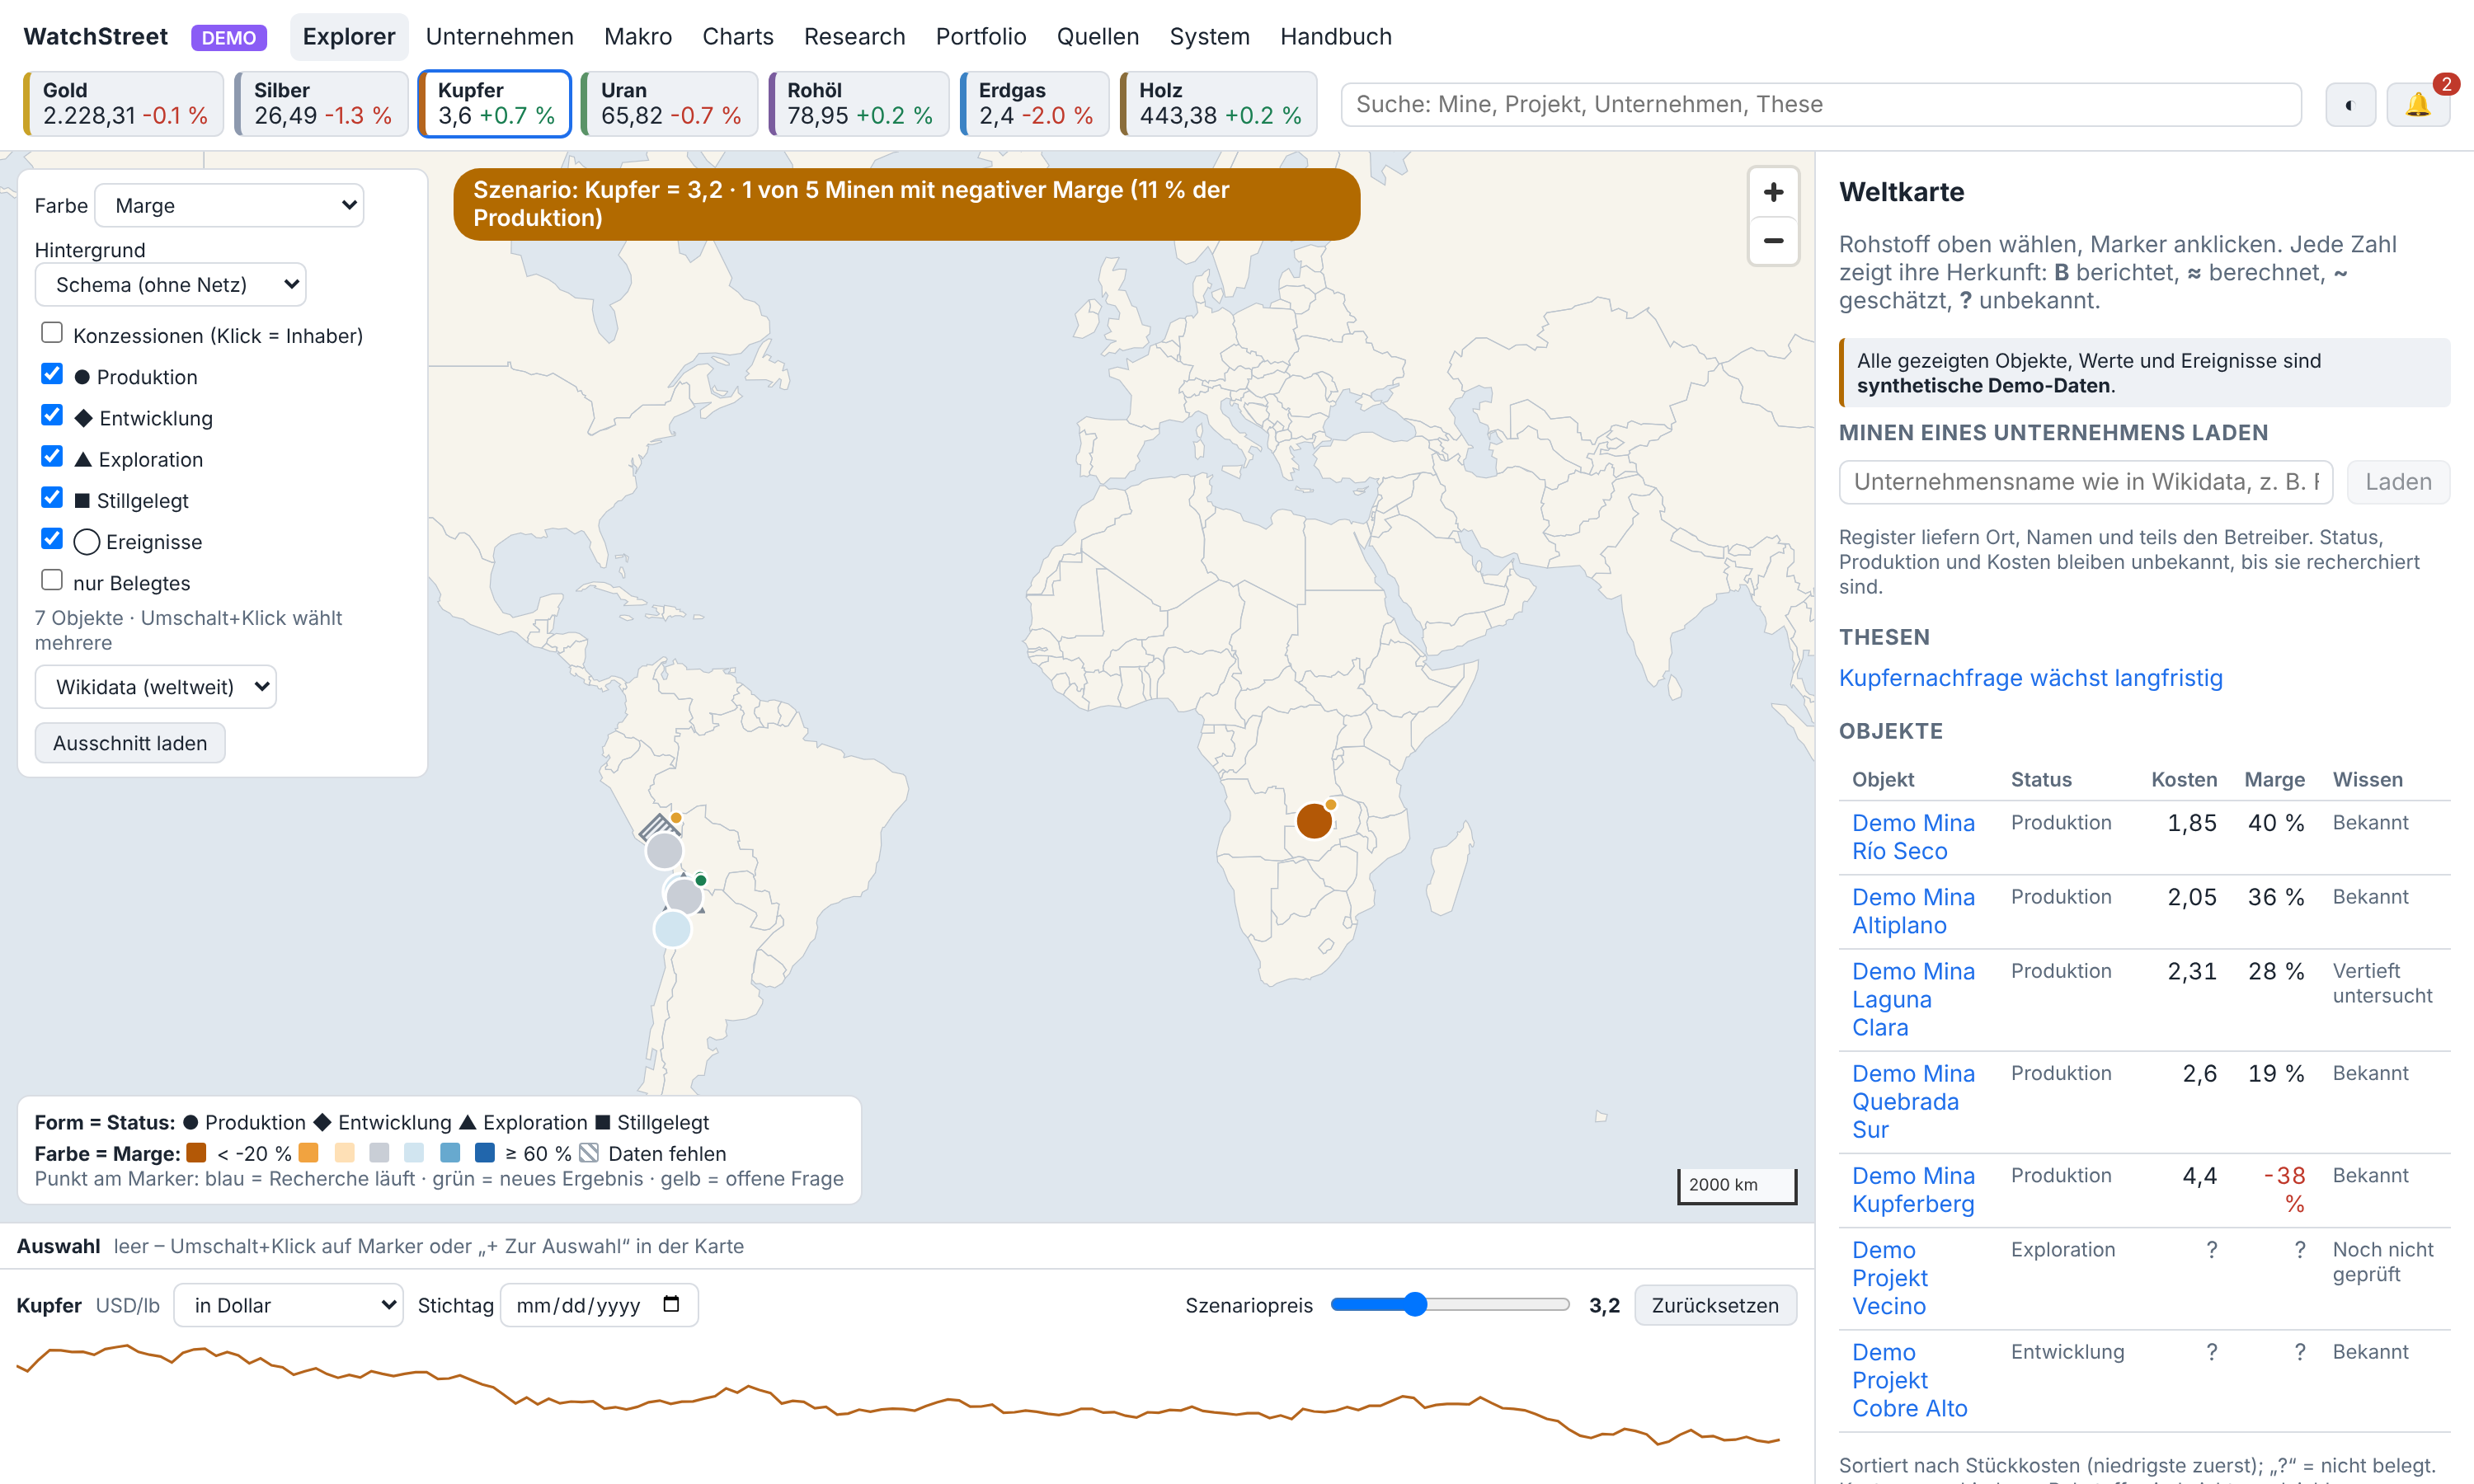 WatchStreet DEMO Explorer Unternehmen Makro Charts Research Portfolio Quellen System Handbuch
Gold
2.228,31 -0.1 %
Silber
26,49 -1.3 %
Kupfer
3,6 +0.7 %
Uran
65,82 -0.7 %
Rohöl
78,95 +0.2 %
Erdgas
2,4 -2.0 %
Holz
443,38 +0.2 %
Suche: Mine, Projekt, Unternehmen, These
2
Farbe Marge
Hintergrund
Schema (ohne Netz)
Konzessionen (Klick = Inhaber)
Produktion
Entwicklung
Exploration
Stillgelegt
Ereignisse
nur Belegtes
7 Objekte · Umschalt+Klick wählt
mehrere
Wikidata (weltweit)
Ausschnitt laden
Szenario: Kupfer = 3,2 · 1 von 5 Minen mit negativer Marge (11 % der
Produktion)
+
−
Form = Status: ● Produktion ◆ Entwicklung ▲ Exploration ■ Stillgelegt
Farbe = Marge: < -20 % ≥ 60 % Daten fehlen
Punkt am Marker: blau = Recherche läuft · grün = neues Ergebnis · gelb = offene Frage
2000 km
Auswahl leer – Umschalt+Klick auf Marker oder „+ Zur Auswahl“ in der Karte
Kupfer USD/lb in Dollar Stichtag mm/dd/yyyy Szenariopreis 3,2 Zurücksetzen
Weltkarte
Rohstoff oben wählen, Marker anklicken. Jede Zahl
zeigt ihre Herkunft: B berichtet, ≈ berechnet, ~
geschätzt, ? unbekannt.
Alle gezeigten Objekte, Werte und Ereignisse sind
synthetische Demo-Daten.
MINEN EINES UNTERNEHMENS LADEN
Unternehmensname wie in Wikidata, z. B. Laden
Register liefern Ort, Namen und teils den Betreiber. Status,
Produktion und Kosten bleiben unbekannt, bis sie recherchiert
sind.
THESEN
Kupfernachfrage wächst langfristig
OBJEKTE
Objekt Status Kosten Marge Wissen
Demo Mina Produktion 1,85 40 % Bekannt
Río Seco
Demo Mina Produktion 2,05 36 % Bekannt
Altiplano
Demo Mina Produktion 2,31 28 % Vertieft
Laguna untersucht
Clara
Demo Mina Produktion 2,6 19 % Bekannt
Quebrada
Sur
Demo Mina Produktion 4,4 -38 Bekannt
Kupferberg %
Demo Exploration ? ? Noch nicht
Projekt geprüft
Vecino
Demo Entwicklung ? ? Bekannt
Projekt
Cobre Alto
Sortiert nach Stückkosten (niedrigste zuerst); „?“ = nicht belegt.